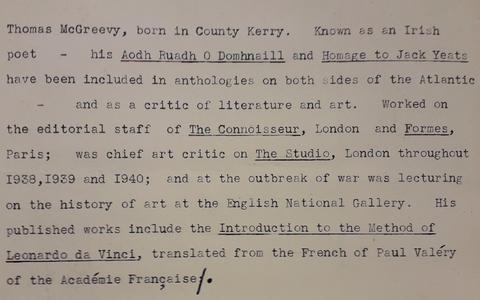 Thomas McGreevy, born in County Kerry. Known as an Irish
poet - his Aodh Ruadh O Domhnaill and Homage to Jack Yeats
have been included in anthologies on both sides of the Atlantic
- and as a critic of literature and art. Worked on
the editorial staff of The Connoisseur, London and Formes,
Paris; was chief art critic on The Studio, London throughout
I938,I939 and I940; and at the outbreak of war was lecturing
on the history of art at the English National Gallery. His
published works include the Introduction to the Method of
Leonardo da Vinci, translated from the French of Paul Valéry
of the Académie Française.